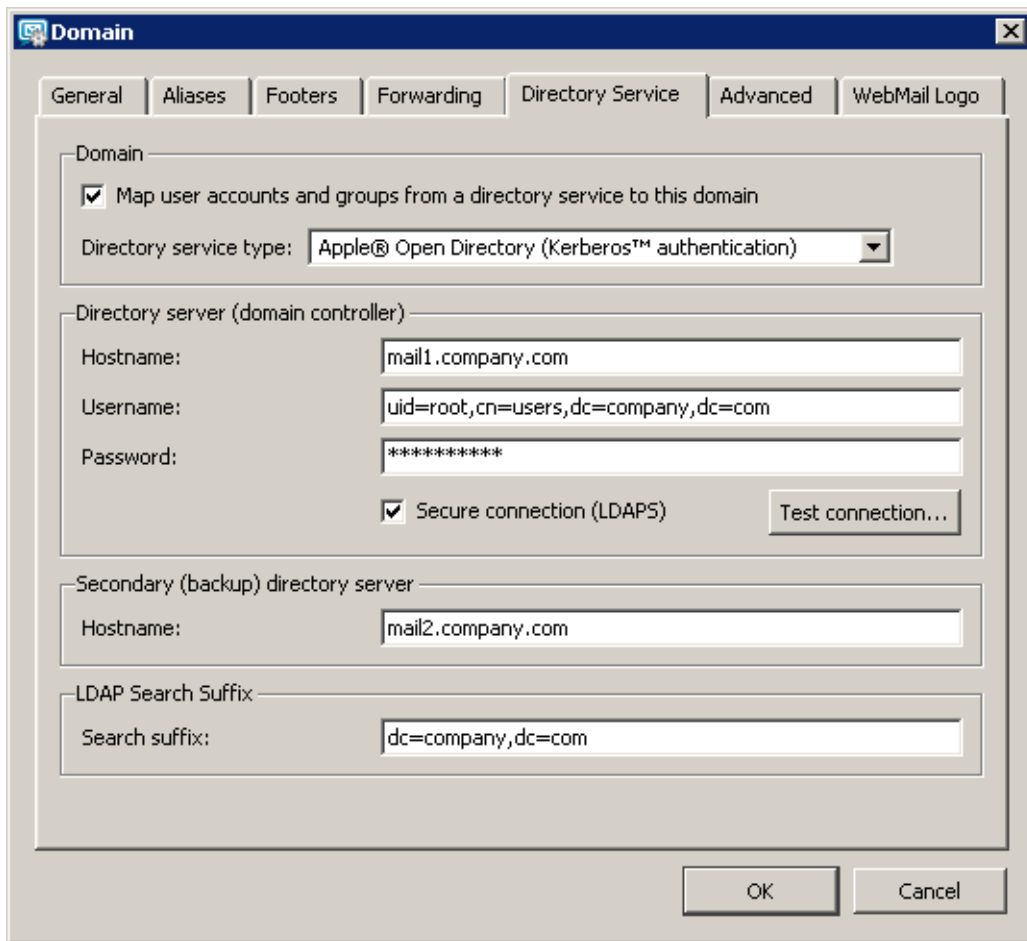 Domain
General Aliases Footers Forwarding Directory Service Advanced WebMail Logo
Domain
Map user accounts and groups from a directory service to this domain
Directory service type: Apple® Open Directory (Kerberos™ authentication)
Directory server (domain controller)
Hostname: mail1.company.com
Username: uid=root,cn=users,dc=company,dc=com
Password: **********
Secure connection (LDAPS) Test connection...
Secondary (backup) directory server
Hostname: mail2.company.com
LDAP Search Suffix
Search suffix: dc=company,dc=com
OK Cancel